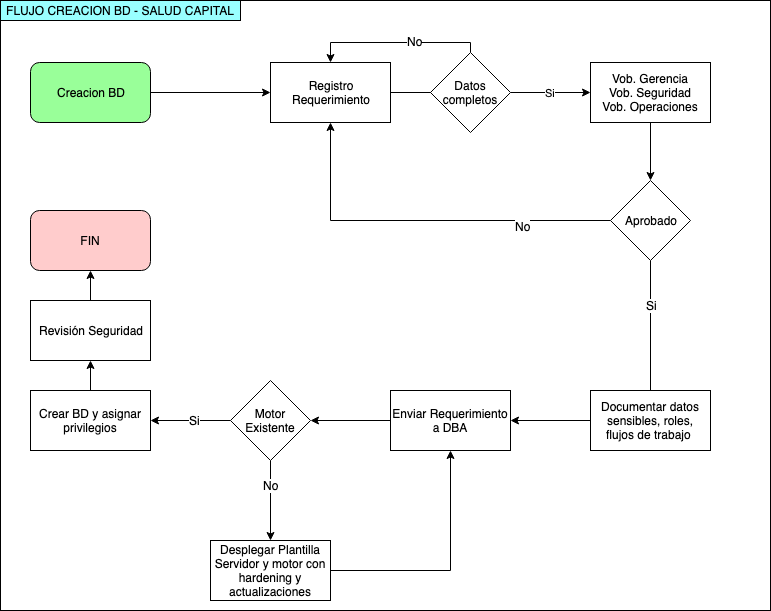 FLUJO CREACION BD - SALUD CAPITAL
Creacion BD
Registro
Requerimiento
No
Datos
completos
Si
Vob. Gerencia
Vob. Seguridad
Vob. Operaciones
Aprobado
No
Si
Documentar datos
sensibles, roles,
flujos de trabajo
Enviar Requerimiento
a DBA
Motor
Existente
No
Desplegar Plantilla
Servidor y motor con
hardening y
actualizaciones
Si
Crear BD y asignar
privilegios
Revisión Seguridad
FIN